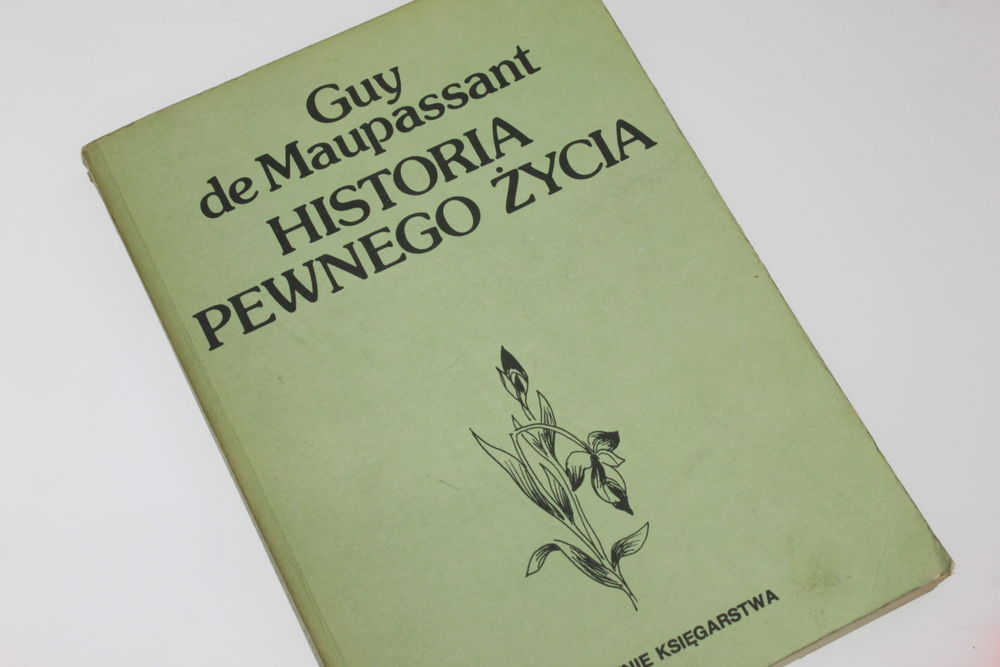 Guy
de Maupassant
HISTORIA
PEWNEGO ŻYCIA
KSIĘGARSTWA